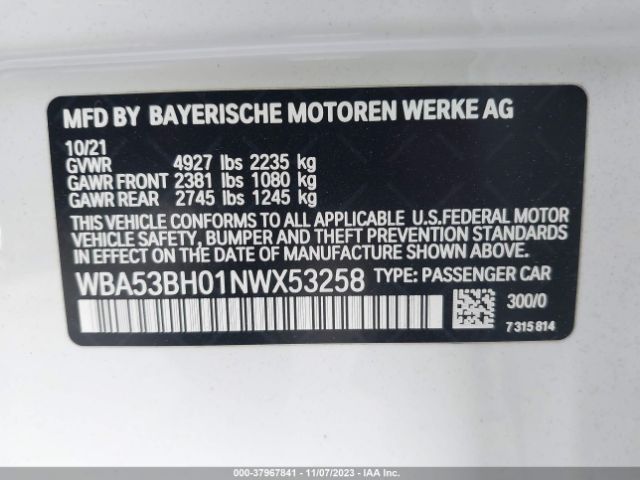 MFD BY BAYERISCHE MOTOREN WERKE AG
10/21
GVWR 4927 lbs 2235 kg
GAWR FRONT 2381 lbs 1080 kg
GAWR REAR 2745 lbs 1245 kg
THIS VEHICLE CONFORMS TO ALL APPLICABLE U.S.FEDERAL MOTOR
VEHICLE SAFETY, BUMPER AND THEFT PREVENTION STANDARDS
IN EFFECT ON THE DATE OF MANUFACTURE SHOWN ABOVE.
WBA53BH01NWX53258 TYPE: PASSENGER CAR
300/0
7 315 814
000-37967841 - 11/07/2023 - IAA Inc.